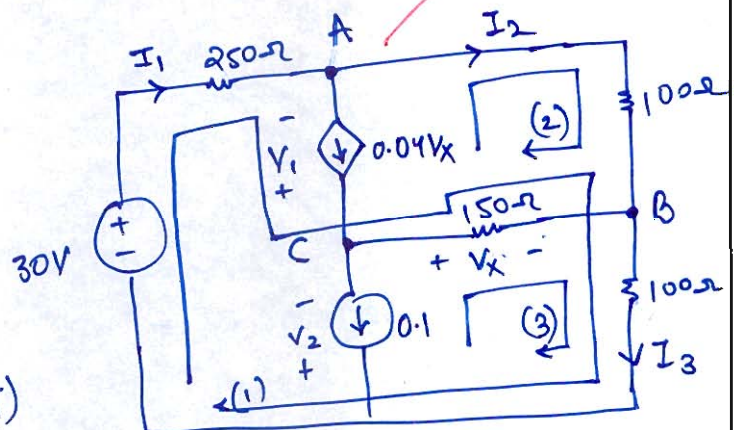 A
I₂
I₁ 250Ω
100Ω
(2)
- V₁ +
0.04Vx
150Ω
B
C
+ Vx -
30V
+ -
- V₂ +
0.1
(3)
100Ω
I₃
(1)